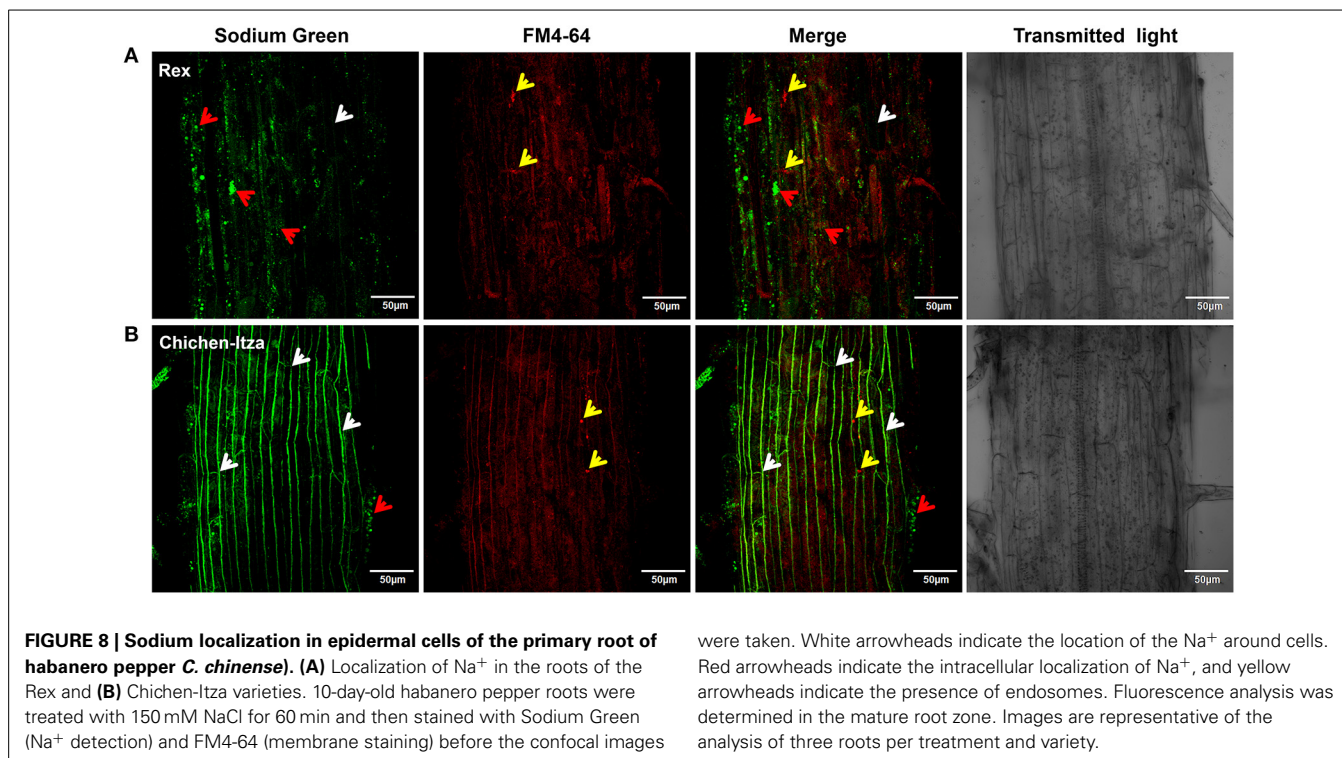 Sodium Green FM4-64 Merge Transmitted light
A
Rex
50µm 50µm 50µm 50µm
B
Chichen-Itza
50µm 50µm 50µm 50µm
FIGURE 8 | Sodium localization in epidermal cells of the primary root of
habanero pepper C. chinense). (A) Localization of Na⁺ in the roots of the
Rex and (B) Chichen-Itza varieties. 10-day-old habanero pepper roots were
treated with 150 mM NaCl for 60 min and then stained with Sodium Green
(Na⁺ detection) and FM4-64 (membrane staining) before the confocal images
were taken. White arrowheads indicate the location of the Na⁺ around cells.
Red arrowheads indicate the intracellular localization of Na⁺, and yellow
arrowheads indicate the presence of endosomes. Fluorescence analysis was
determined in the mature root zone. Images are representative of the
analysis of three roots per treatment and variety.